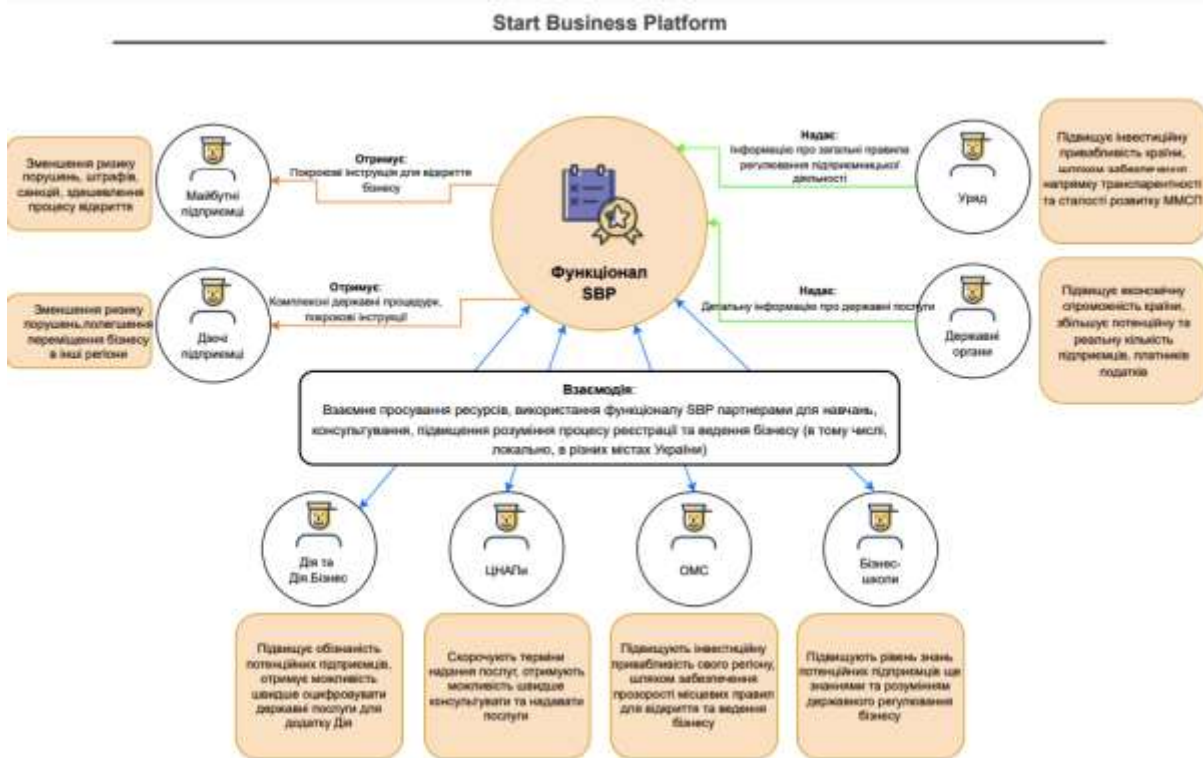 Start Business Platform
Зменшення ризику
порушень, штрафів,
санкцій, здешевлення
процесу відкриття
Майбутні
підприємці
Отримує:
Покрокові інструкція для відкриття
бізнесу
Функціонал
SBP
Надає:
Інформацію про загальні правила
регулювання підприємницької
діяльності
Уряд
Підвищує інвестиційну
привабливість країни,
шляхом забезпечення
напрямку транспарентності
та сталості розвитку ММСП
Зменшення ризику
порушень,полегшення
переміщення бізнесу
в інші регіони
Діючі
підприємці
Отримує:
Комплексні державні процедури,
покрокові інструкції
Надає:
Детальну інформацію про державні послуги
Державні
органи
Підвищує економічну
спроможність країни,
збільшує потенційну та
реальну кількість
підприємців, платників
податків
Взаємодія:
Взаємне просування ресурсів, використання функціоналу SBP партнерами для навчань,
консультування, підвищення розуміння процесу реєстрації та ведення бізнесу (в тому числі,
локально, в різних містах України)
Дія та
Дія.Бізнес
ЦНАПи
ОМС
Бізнес-
школи
Підвищує обізнаність
потенційних підприємців,
отримує можливість
швидше оцифровувати
державні послуги для
додатку Дія
Скорочують терміни
надання послуг, отримують
можливість швидше
консультувати та надавати
послуги
Підвищують інвестиційну
привабливість свого регіону,
шляхом забезпечення
прозорості місцевих правил
для відкриття та ведення
бізнесу
Підвищують рівень знань
потенційних підприємців ще
знаннями та розумінням
державного регулювання
бізнесу